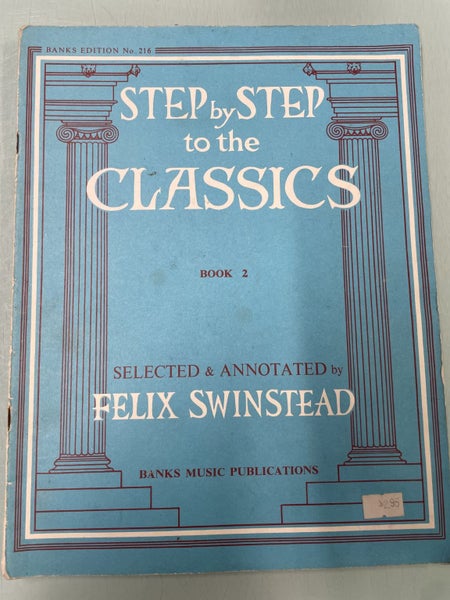 BANKS EDITION No. 216
STEP by STEP
to the
CLASSICS
BOOK 2
SELECTED & ANNOTATED by
FELIX SWINSTEAD
BANKS MUSIC PUBLICATIONS